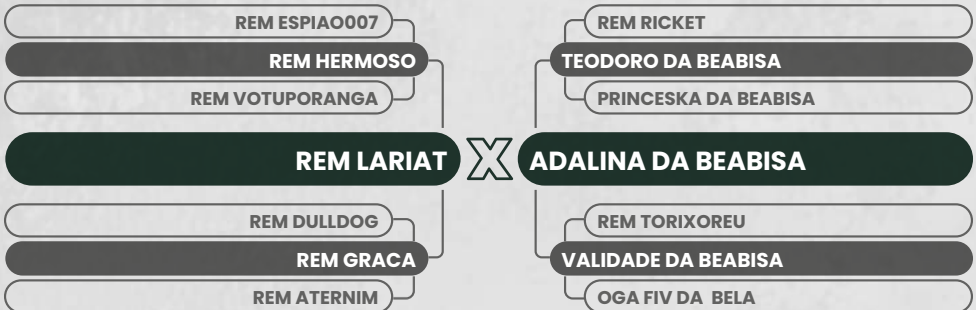 REM ESPIAO007
REM HERMOSO
REM VOTUPORANGA
REM LARIAT
REM DULLDOG
REM GRACA
REM ATERNIM
X
REM RICKET
TEODORO DA BEABISA
PRINCESKA DA BEABISA
ADALINA DA BEABISA
REM TORIXOREU
VALIDADE DA BEABISA
OGA FIV DA BELA